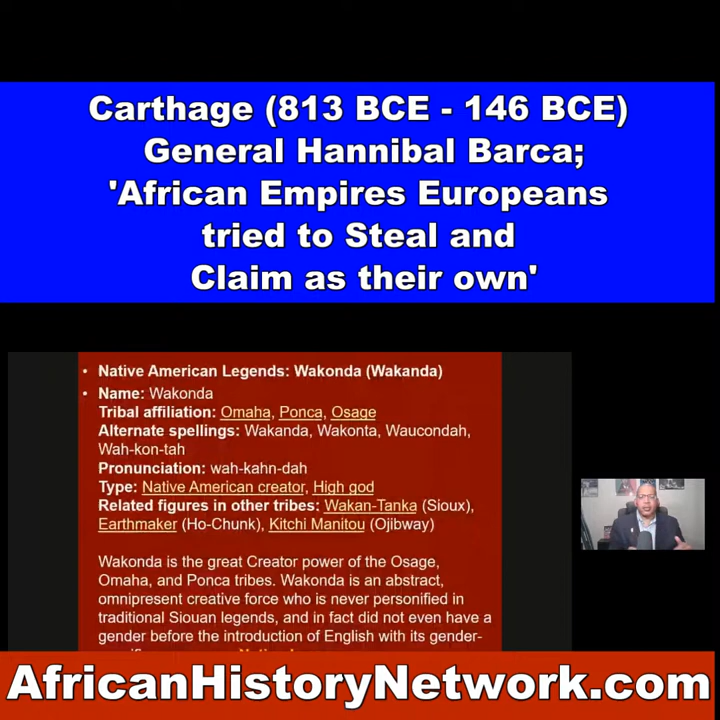 Carthage (813 BCE - 146 BCE)
General Hannibal Barca;
'African Empires Europeans
tried to Steal and
Claim as their own'
• Native American Legends: Wakonda (Wakanda)
• Name: Wakonda
Tribal affiliation: Omaha, Ponca, Osage
Alternate spellings: Wakanda, Wakonta, Waucondah,
Wah-kon-tah
Pronunciation: wah-kahn-dah
Type: Native American creator, High god
Related figures in other tribes: Wakan-Tanka (Sioux),
Earthmaker (Ho-Chunk), Kitchi Manitou (Ojibway)
Wakonda is the great Creator power of the Osage,
Omaha, and Ponca tribes. Wakonda is an abstract,
omnipresent creative force who is never personified in
traditional Siouan legends, and in fact did not even have a
gender before the introduction of English with its gender-
AfricanHistoryNetwork.com